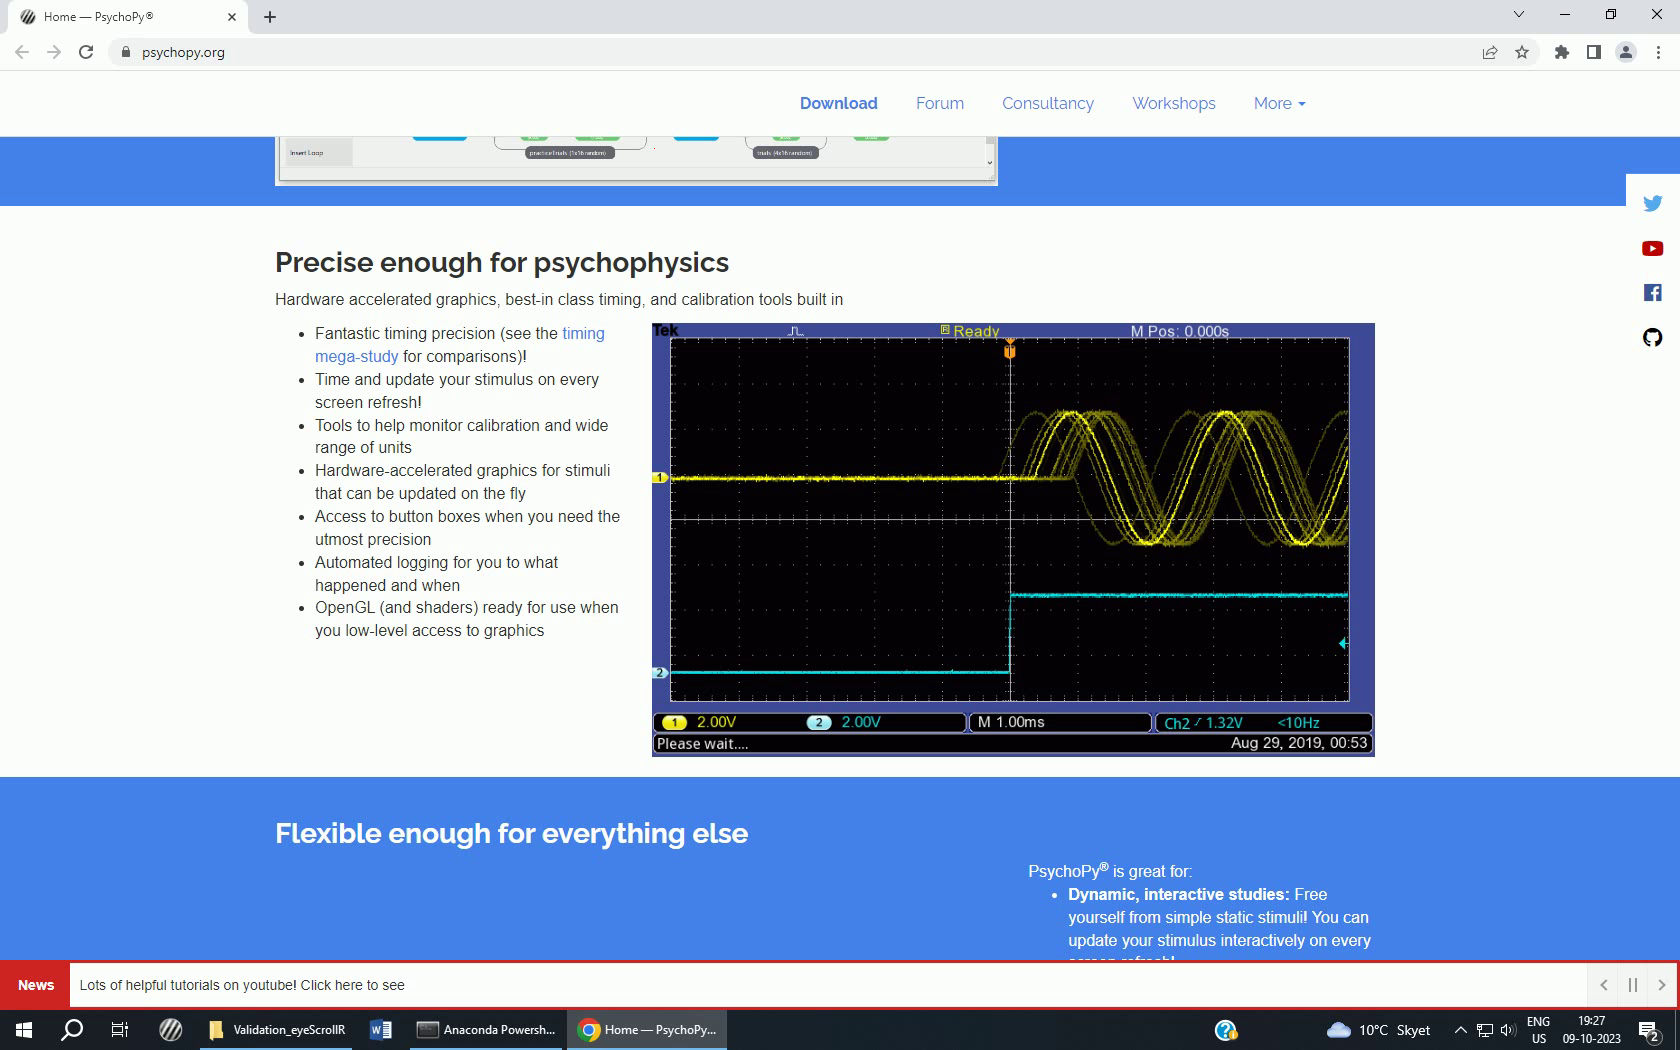 Home — PsychoPy®
psychopy.org
Download Forum Consultancy Workshops More
Insert Loop
practiceTrials (1x16 random)
trials (4x16 random)
Precise enough for psychophysics
Hardware accelerated graphics, best-in class timing, and calibration tools built in
Fantastic timing precision (see the timing
mega-study for comparisons)!
Time and update your stimulus on every
screen refresh!
Tools to help monitor calibration and wide
range of units
Hardware-accelerated graphics for stimuli
that can be updated on the fly
Access to button boxes when you need the
utmost precision
Automated logging for you to what
happened and when
OpenGL (and shaders) ready for use when
you low-level access to graphics
Tek Ready M Pos: 0.000s
1
2
1 2.00V 2 2.00V M 1.00ms Ch2 1.32V <10Hz
Please wait.... Aug 29, 2019, 00:53
Flexible enough for everything else
PsychoPy® is great for:
Dynamic, interactive studies: Free
yourself from simple static stimuli! You can
update your stimulus interactively on every
screen refresh!
News Lots of helpful tutorials on youtube! Click here to see
Validation_eyeScrollR Anaconda Powersh... Home — PsychoPy... 10°C Skyet ENG 19:27
US 09-10-2023 2